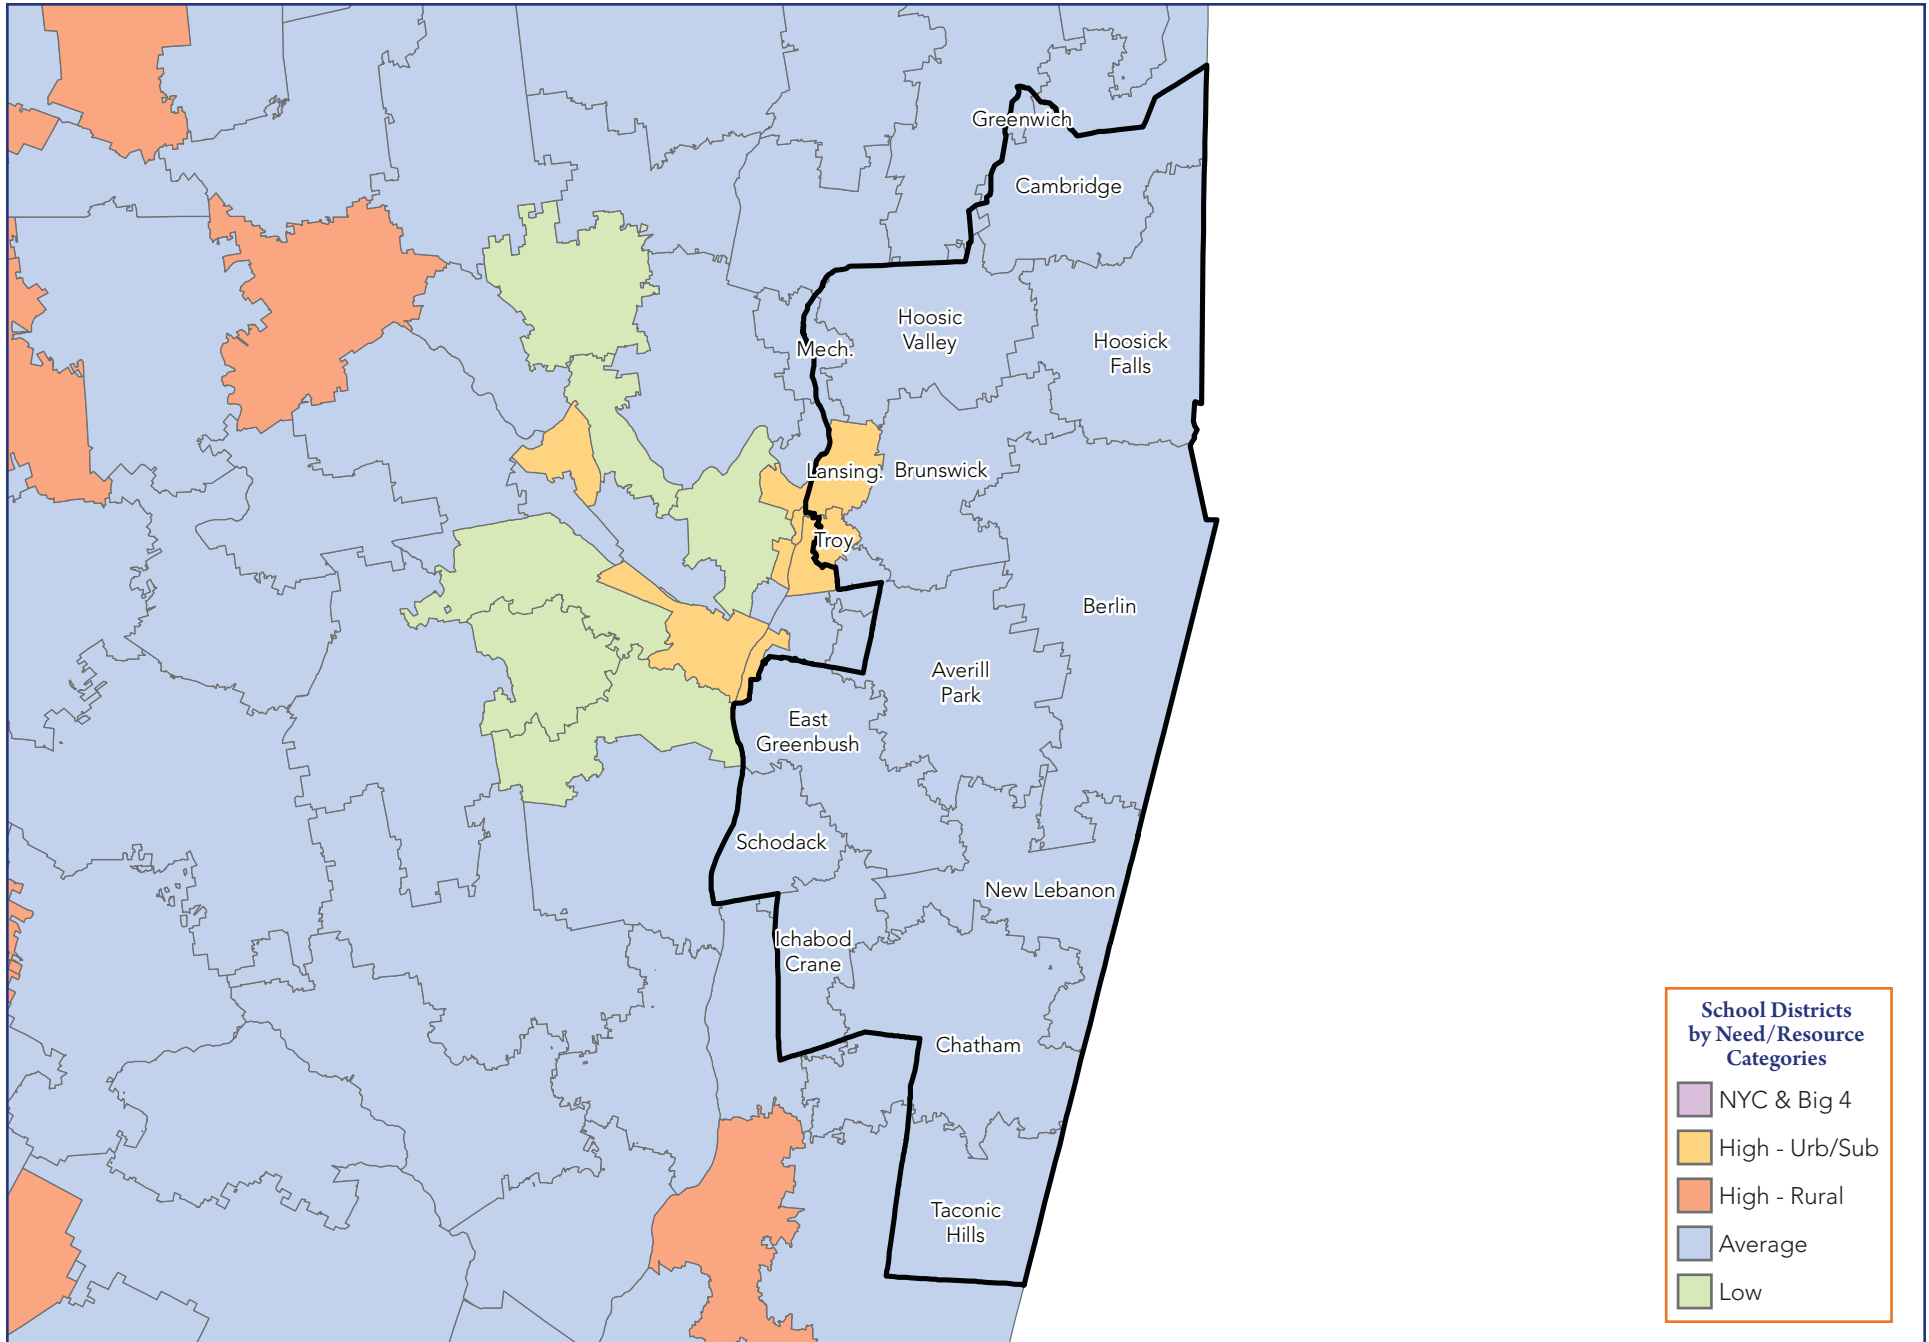 Greenwich
Cambridge
Hoosic
Valley
Mech.
Hoosick
Falls
Lansing.
Brunswick
Troy
Berlin
Averill
Park
East
Greenbush
Schodack
New Lebanon
Ichabod
Crane
Chatham
Taconic
Hills
School Districts
by Need/Resource
Categories
NYC & Big 4
High - Urb/Sub
High - Rural
Average
Low